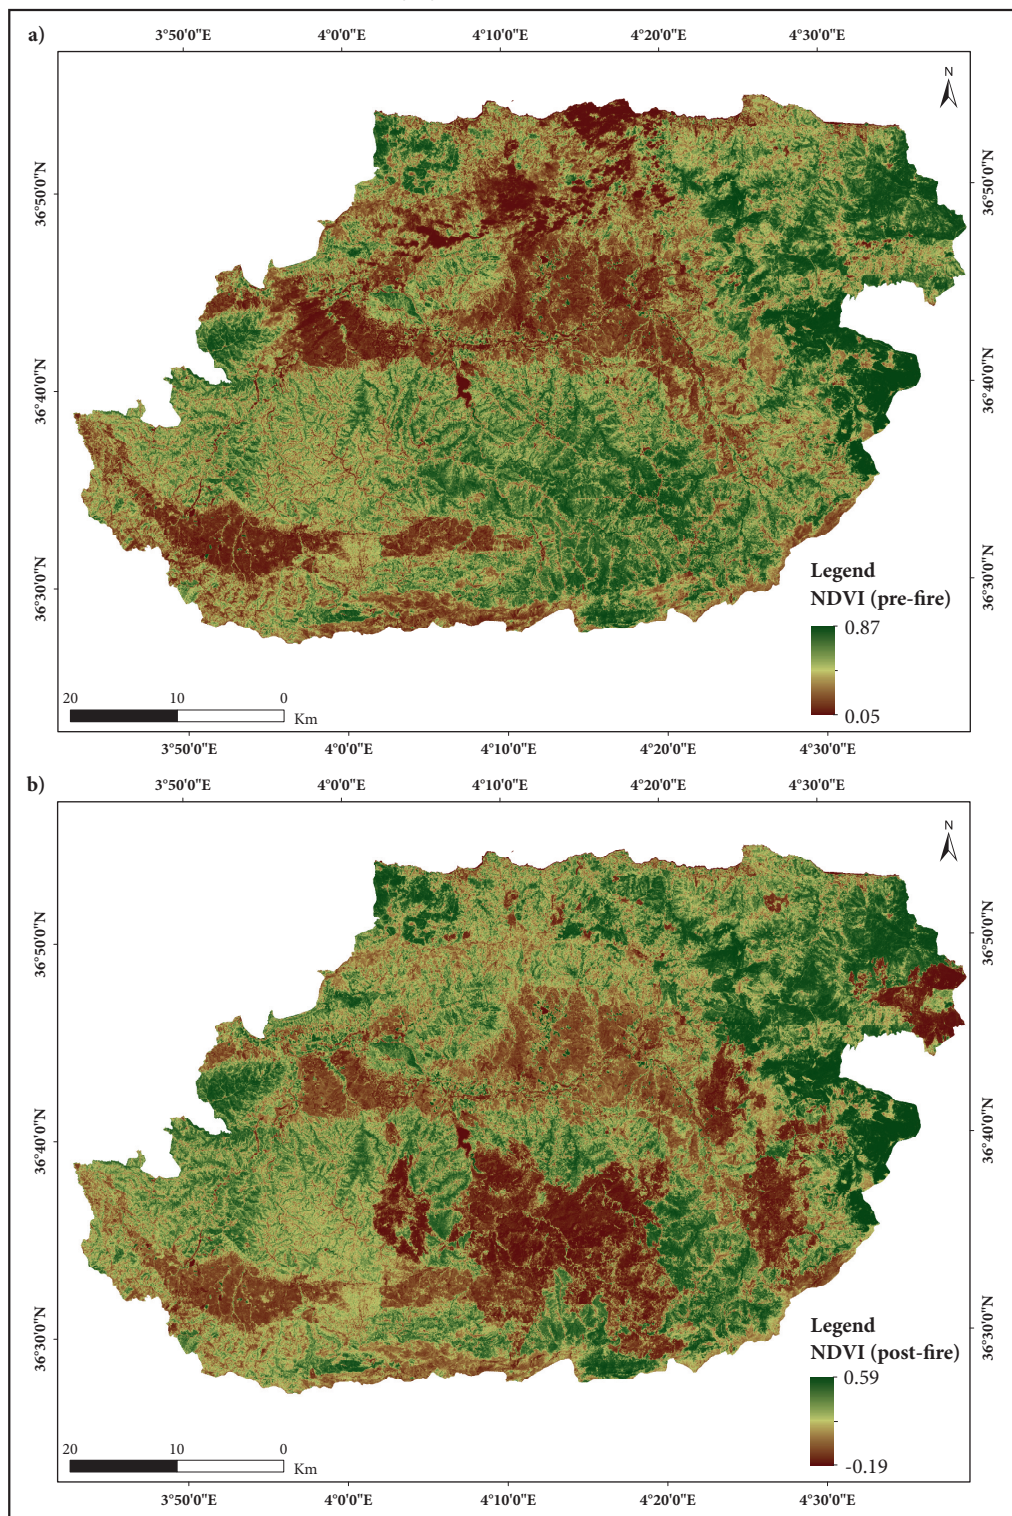 a)
3°50'0"E 4°0'0"E 4°10'0"E 4°20'0"E 4°30'0"E
N
36°50'0"N 36°50'0"N
36°40'0"N 36°40'0"N
36°30'0"N 36°30'0"N
Legend
NDVI (pre-fire)
0.87
0.05
20 10 0
Km
3°50'0"E 4°0'0"E 4°10'0"E 4°20'0"E 4°30'0"E
b)
3°50'0"E 4°0'0"E 4°10'0"E 4°20'0"E 4°30'0"E
N
36°50'0"N 36°50'0"N
36°40'0"N 36°40'0"N
36°30'0"N 36°30'0"N
Legend
NDVI (post-fire)
0.59
-0.19
20 10 0
Km
3°50'0"E 4°0'0"E 4°10'0"E 4°20'0"E 4°30'0"E